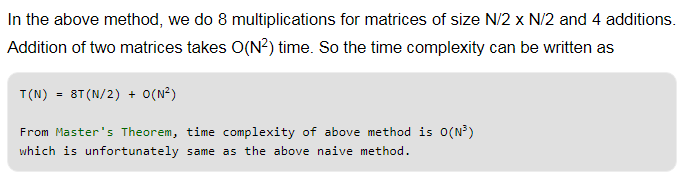 In the above method, we do 8 multiplications for matrices of size N/2 x N/2 and 4 additions.
Addition of two matrices takes O(N²) time. So the time complexity can be written as
T(N) = 8T(N/2) + O(N²)
From Master's Theorem, time complexity of above method is O(N³)
which is unfortunately same as the above naive method.